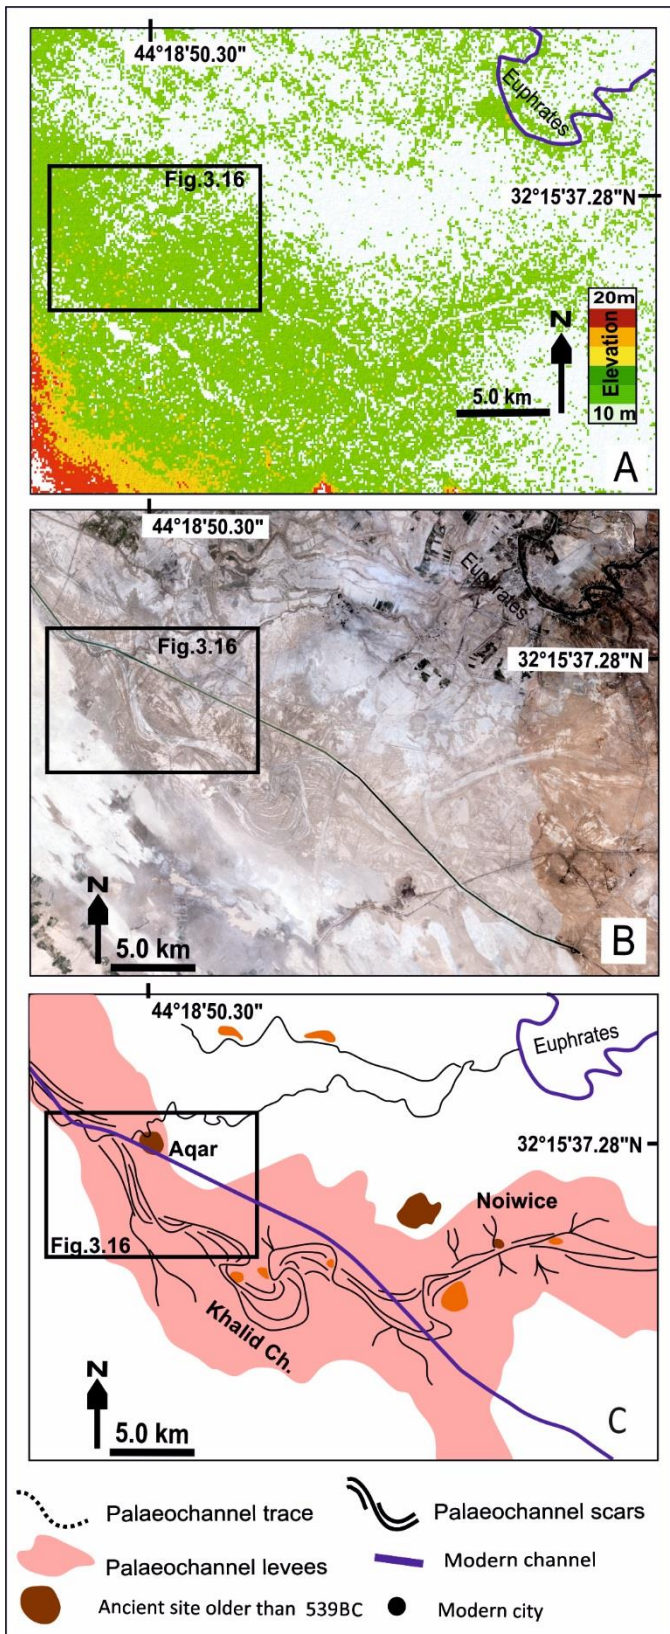 44°18'50.30"
Euphrates
Fig.3.16
32°15'37.28"N
20m
Elevation
10 m
N
5.0 km
A
44°18'50.30"
Euphrates
Fig.3.16
32°15'37.28"N
N
5.0 km
B
44°18'50.30"
Euphrates
Aqar
32°15'37.28"N
Noiwice
Fig.3.16
Khalid Ch.
N
5.0 km
C
Palaeochannel trace
Palaeochannel scars
Palaeochannel levees
Modern channel
Ancient site older than 539BC
Modern city